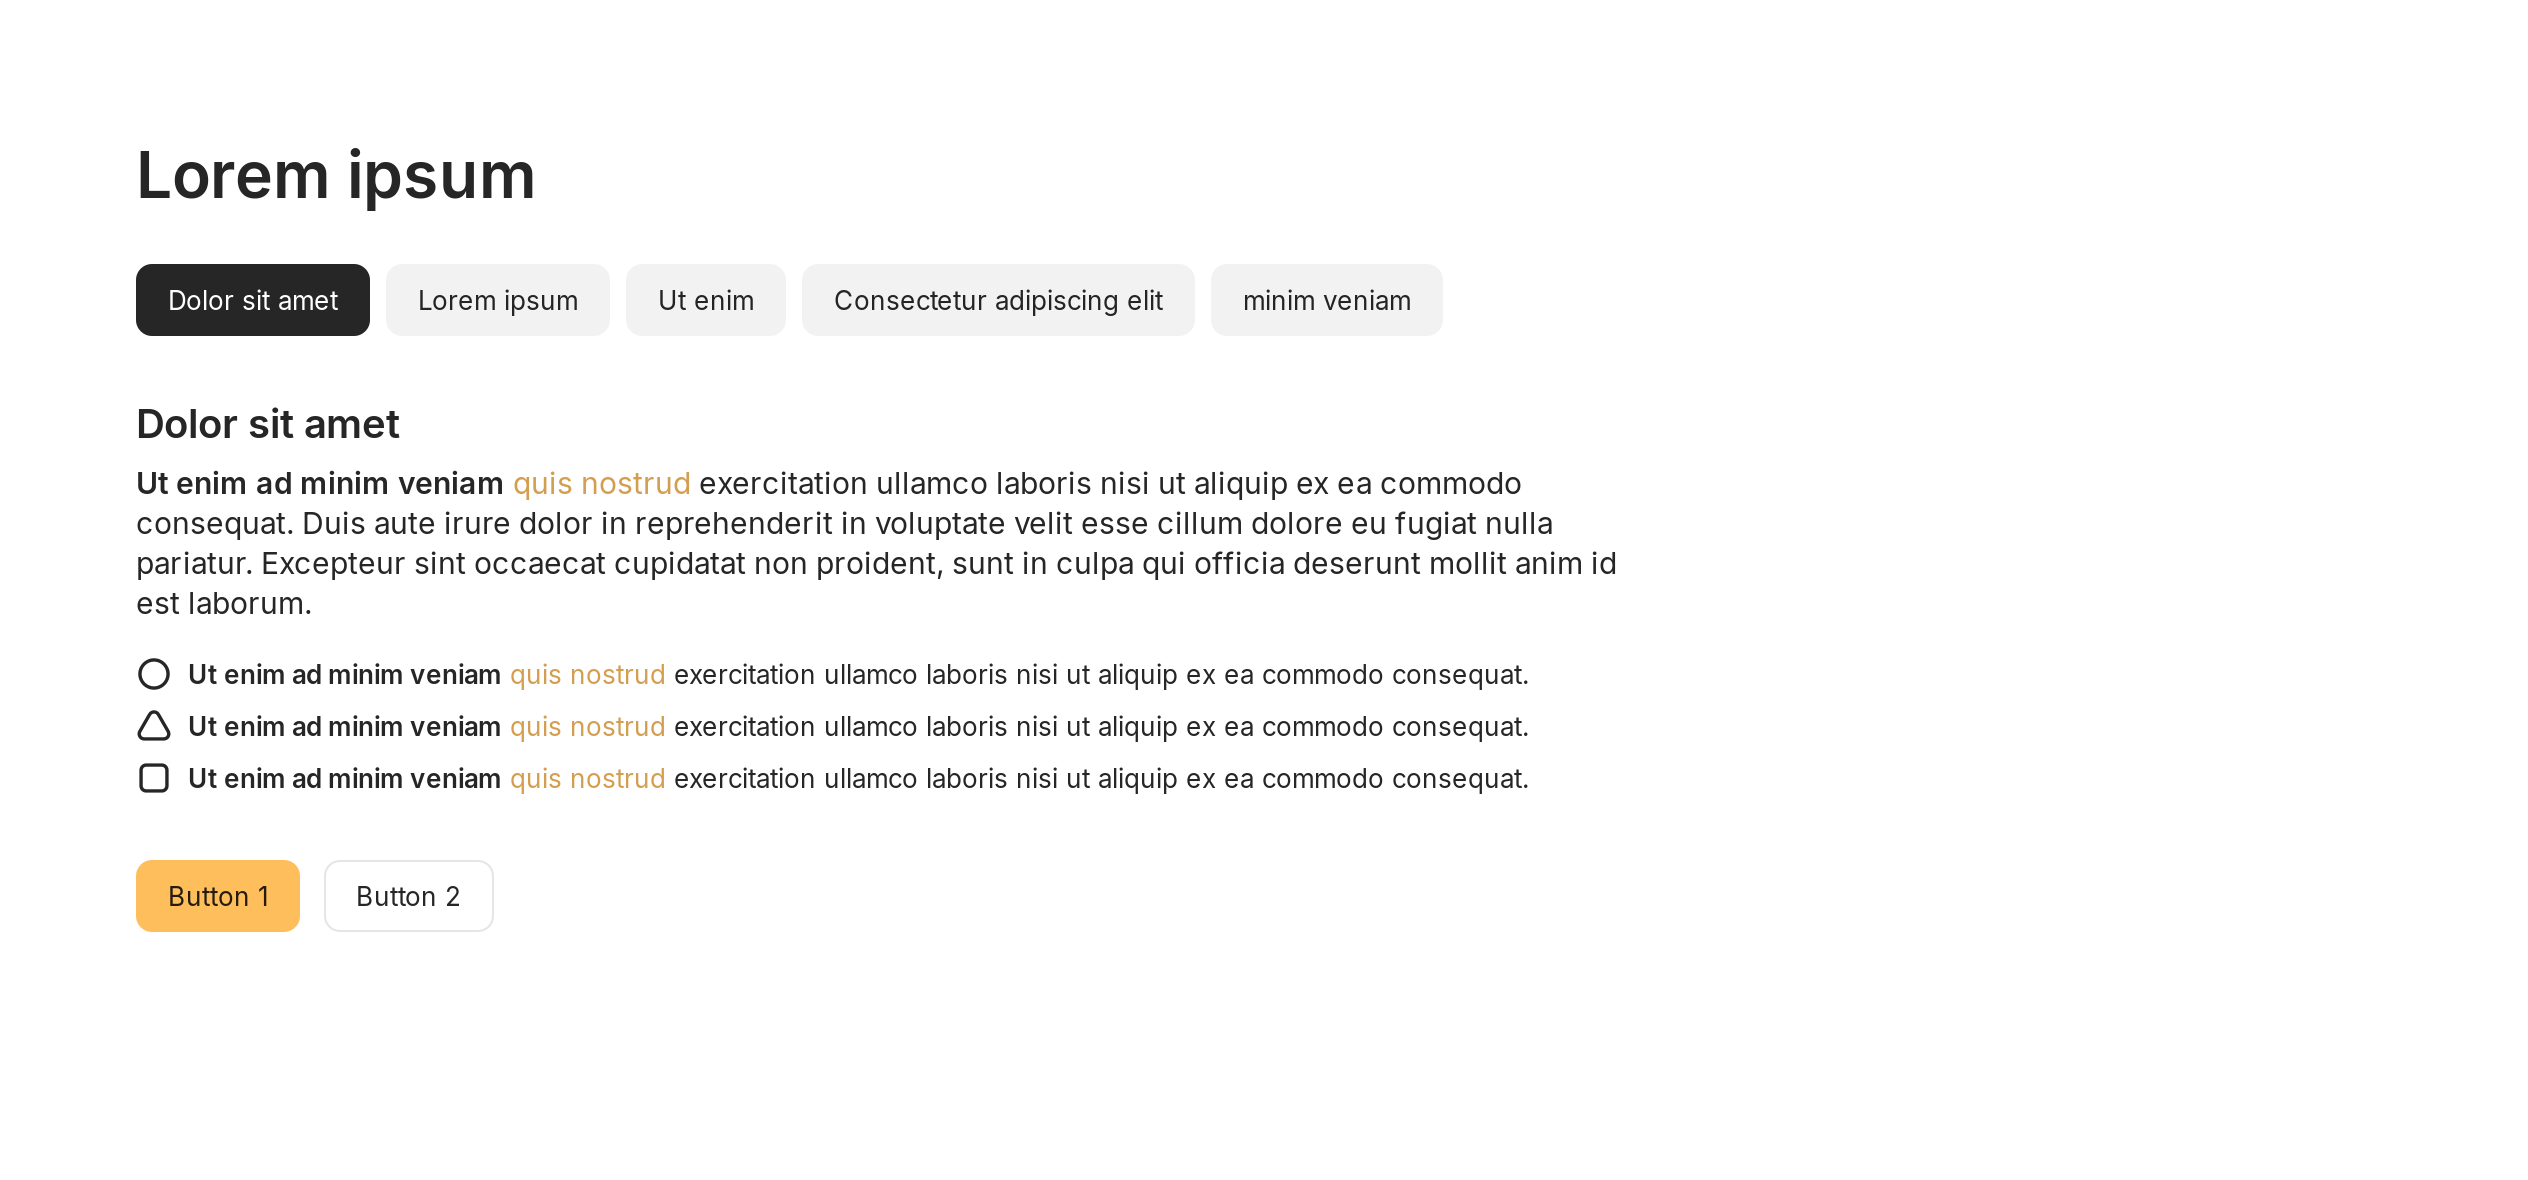 Lorem ipsum
Dolor sit amet Lorem ipsum Ut enim Consectetur adipiscing elit minim veniam
Dolor sit amet
Ut enim ad minim veniam quis nostrud exercitation ullamco laboris nisi ut aliquip ex ea commodo
consequat. Duis aute irure dolor in reprehenderit in voluptate velit esse cillum dolore eu fugiat nulla
pariatur. Excepteur sint occaecat cupidatat non proident, sunt in culpa qui officia deserunt mollit anim id
est laborum.
Ut enim ad minim veniam quis nostrud exercitation ullamco laboris nisi ut aliquip ex ea commodo consequat.
Ut enim ad minim veniam quis nostrud exercitation ullamco laboris nisi ut aliquip ex ea commodo consequat.
Ut enim ad minim veniam quis nostrud exercitation ullamco laboris nisi ut aliquip ex ea commodo consequat.
Button 1 Button 2